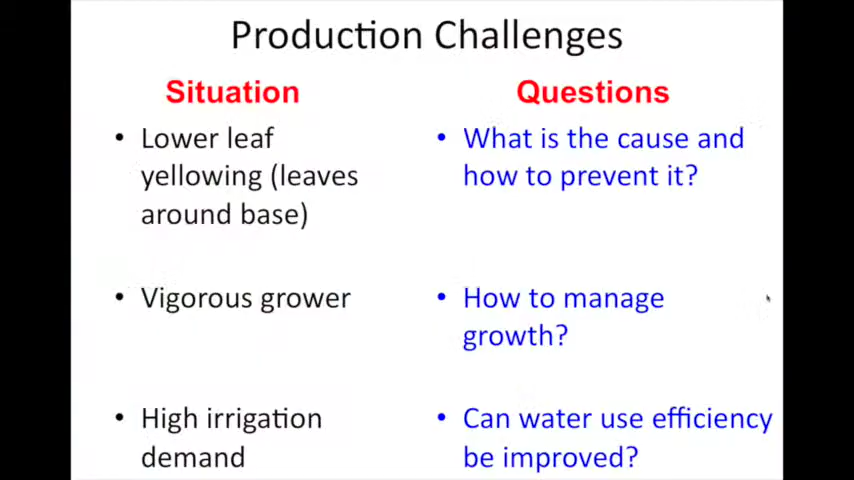 Production Challenges
Situation
Questions
• Lower leaf
yellowing (leaves
around base)
• What is the cause and
how to prevent it?
• Vigorous grower
• How to manage
growth?
• High irrigation
demand
• Can water use efficiency
be improved?